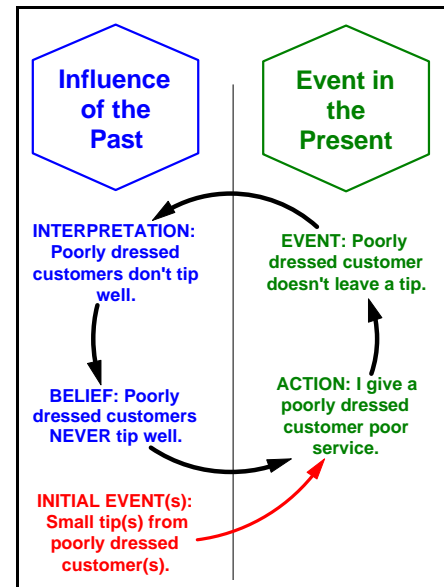 Influence
of the
Past
Event in
the
Present
INTERPRETATION:
Poorly dressed
customers don't tip
well.
EVENT: Poorly
dressed customer
doesn't leave a tip.
BELIEF: Poorly
dressed customers
NEVER tip well.
ACTION: I give a
poorly dressed
customer poor
service.
INITIAL EVENT(s):
Small tip(s) from
poorly dressed
customer(s).